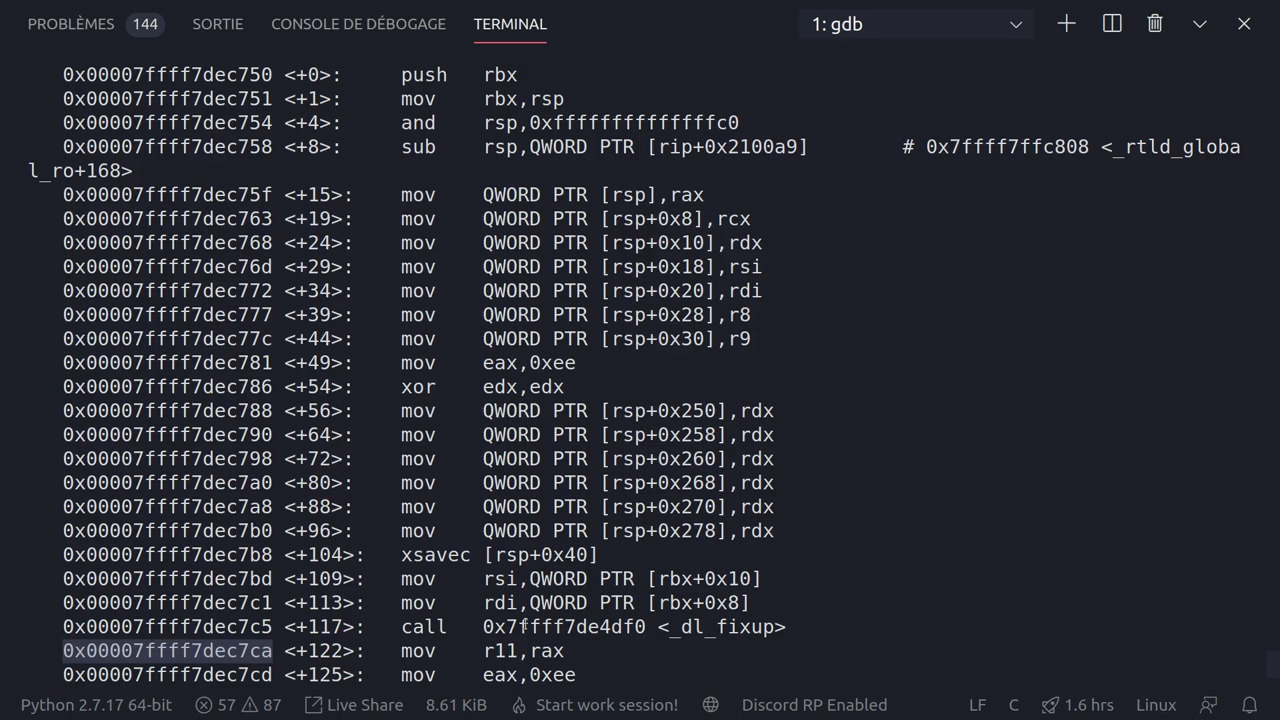 PROBLÈMES 144 SORTIE CONSOLE DE DÉBOGAGE TERMINAL 1: gdb
0x00007ffff7dec750 <+0>: push rbx
0x00007ffff7dec751 <+1>: mov rbx,rsp
0x00007ffff7dec754 <+4>: and rsp,0xffffffffffffffc0
0x00007ffff7dec758 <+8>: sub rsp,QWORD PTR [rip+0x2100a9] # 0x7ffff7ffc808 <_rtld_globa
l_ro+168>
0x00007ffff7dec75f <+15>: mov QWORD PTR [rsp],rax
0x00007ffff7dec763 <+19>: mov QWORD PTR [rsp+0x8],rcx
0x00007ffff7dec768 <+24>: mov QWORD PTR [rsp+0x10],rdx
0x00007ffff7dec76d <+29>: mov QWORD PTR [rsp+0x18],rsi
0x00007ffff7dec772 <+34>: mov QWORD PTR [rsp+0x20],rdi
0x00007ffff7dec777 <+39>: mov QWORD PTR [rsp+0x28],r8
0x00007ffff7dec77c <+44>: mov QWORD PTR [rsp+0x30],r9
0x00007ffff7dec781 <+49>: mov eax,0xee
0x00007ffff7dec786 <+54>: xor edx,edx
0x00007ffff7dec788 <+56>: mov QWORD PTR [rsp+0x250],rdx
0x00007ffff7dec790 <+64>: mov QWORD PTR [rsp+0x258],rdx
0x00007ffff7dec798 <+72>: mov QWORD PTR [rsp+0x260],rdx
0x00007ffff7dec7a0 <+80>: mov QWORD PTR [rsp+0x268],rdx
0x00007ffff7dec7a8 <+88>: mov QWORD PTR [rsp+0x270],rdx
0x00007ffff7dec7b0 <+96>: mov QWORD PTR [rsp+0x278],rdx
0x00007ffff7dec7b8 <+104>: xsavec [rsp+0x40]
0x00007ffff7dec7bd <+109>: mov rsi,QWORD PTR [rbx+0x10]
0x00007ffff7dec7c1 <+113>: mov rdi,QWORD PTR [rbx+0x8]
0x00007ffff7dec7c5 <+117>: call 0x7ffff7de4df0 <_dl_fixup>
0x00007ffff7dec7ca <+122>: mov r11,rax
0x00007ffff7dec7cd <+125>: mov eax,0xee
Python 2.7.17 64-bit 57 87 Live Share 8.61 KiB Start work session! Discord RP Enabled LF C 1.6 hrs Linux